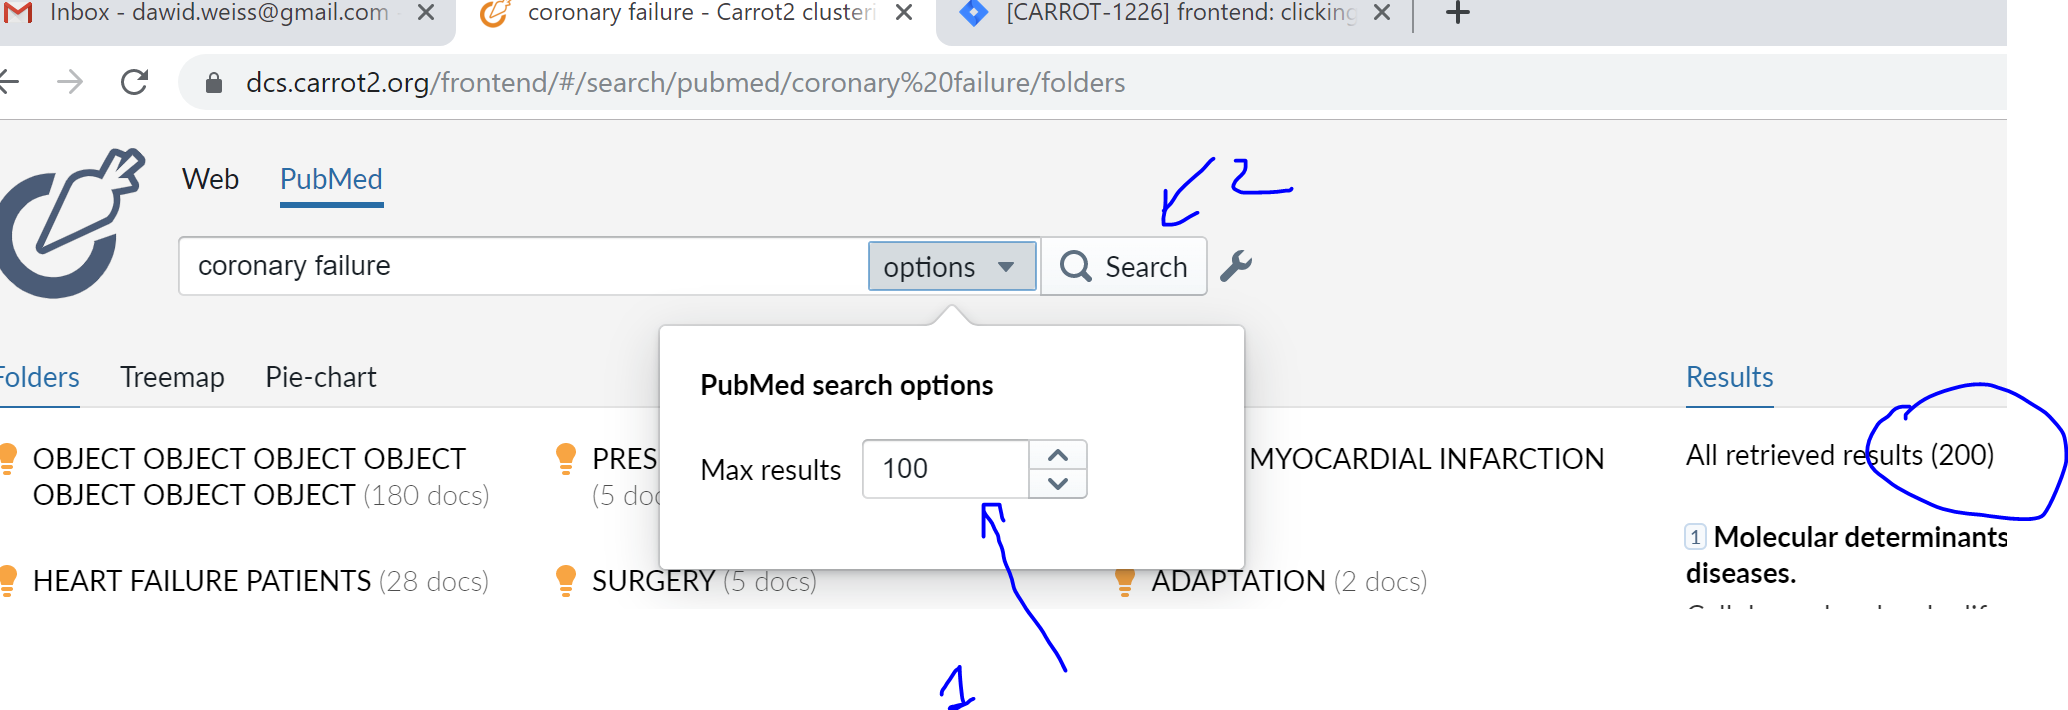 Inbox - dawid.weiss@gmail.com -
coronary failure - Carrot2 clusteri
[CARROT-1226] frontend: clicking
dcs.carrot2.org/frontend/#/search/pubmed/coronary%20failure/folders
Web PubMed
2
coronary failure options Search
PubMed search options
Max results 100
Folders Treemap Pie-chart
Results
OBJECT OBJECT OBJECT OBJECT
OBJECT OBJECT OBJECT (180 docs)
PRES
(5 doc
MYOCARDIAL INFARCTION
All retrieved results (200)
1 Molecular determinants
diseases.
HEART FAILURE PATIENTS (28 docs)
SURGERY (5 docs)
ADAPTATION (2 docs)
1